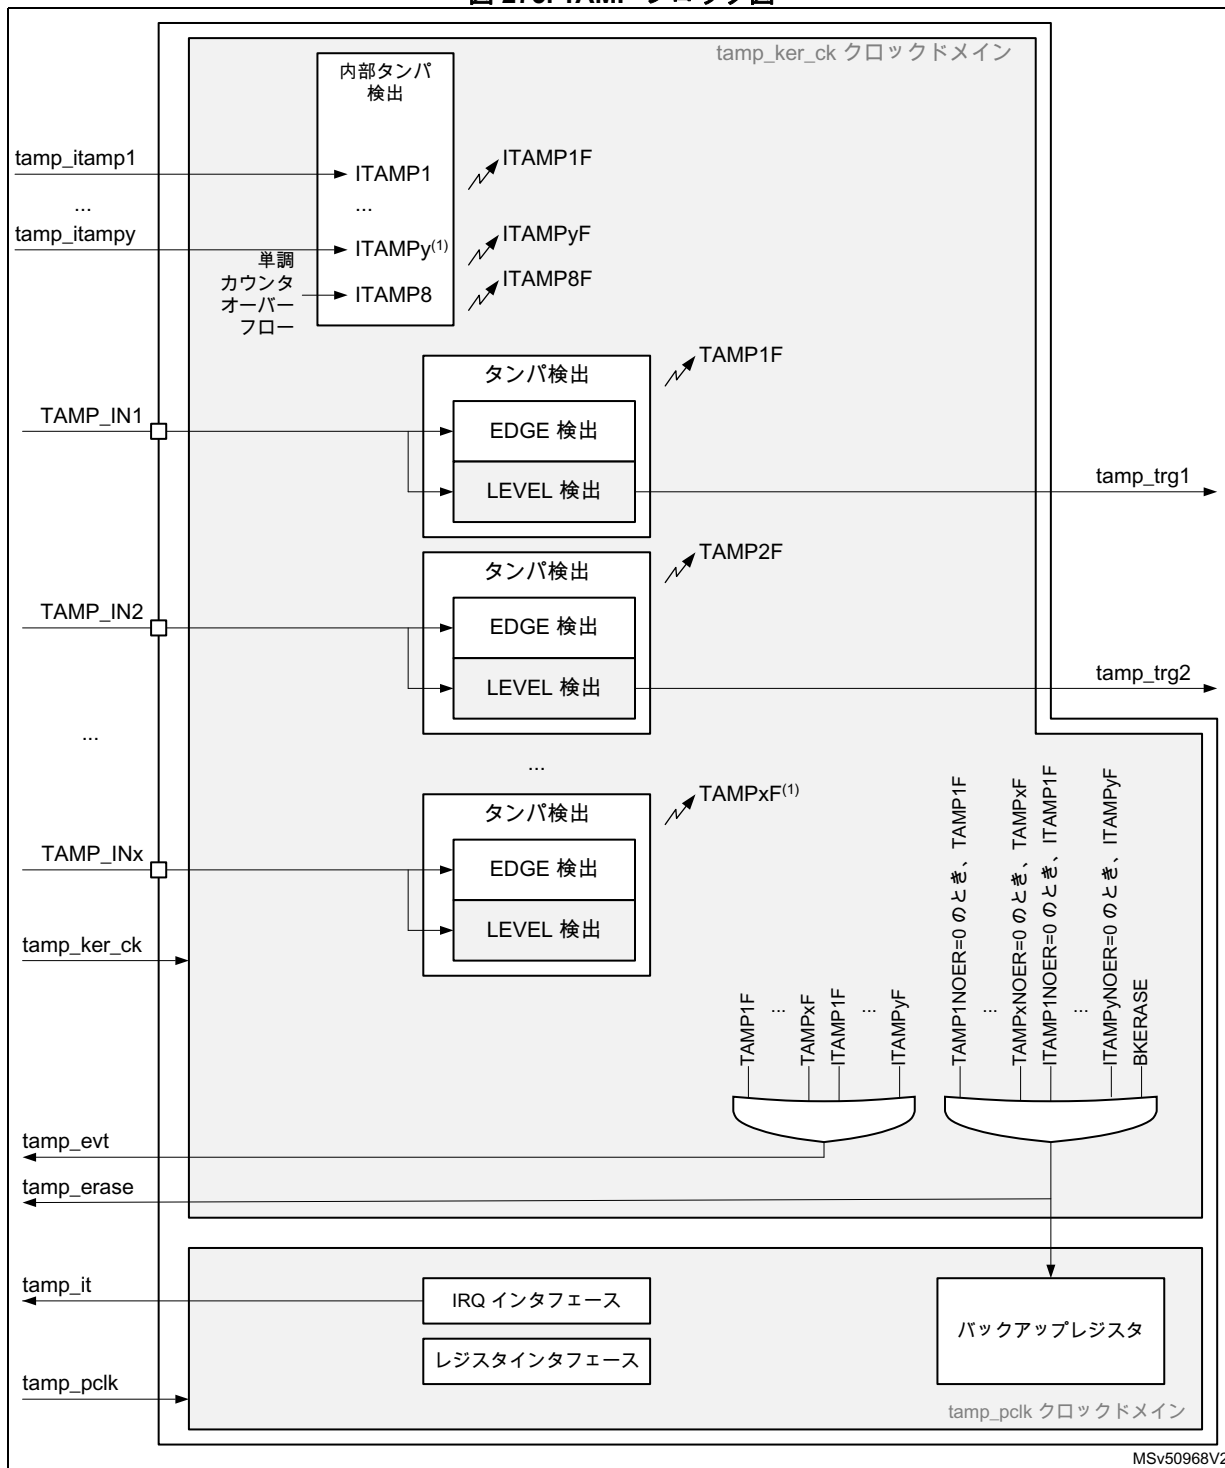 tamp_ker_ck クロックドメイン
内部タンパ
検出
tamp_itamp1
ITAMP1
ITAMP1F
...
...
tamp_itampy
ITAMPy(1)
ITAMPyF
単調
カウンタ
オーバー
フロー
ITAMP8
ITAMP8F
タンパ検出
TAMP1F
TAMP_IN1
EDGE 検出
LEVEL 検出
tamp_trg1
タンパ検出
TAMP2F
TAMP_IN2
EDGE 検出
LEVEL 検出
tamp_trg2
...
...
タンパ検出
TAMPxF(1)
TAMP_INx
EDGE 検出
LEVEL 検出
tamp_ker_ck
TAMP1F
...
TAMPxF
ITAMP1F
...
ITAMPyF
TAMP1NOER=0 のとき、TAMP1F
...
TAMPxNOER=0 のとき、TAMPxF
ITAMP1NOER=0 のとき、ITAMP1F
...
ITAMPyNOER=0 のとき、ITAMPyF
BKERASE
tamp_evt
tamp_erase
tamp_it
IRQ インタフェース
バックアップレジスタ
レジスタインタフェース
tamp_pclk
tamp_pclk クロックドメイン
MSv50968V2